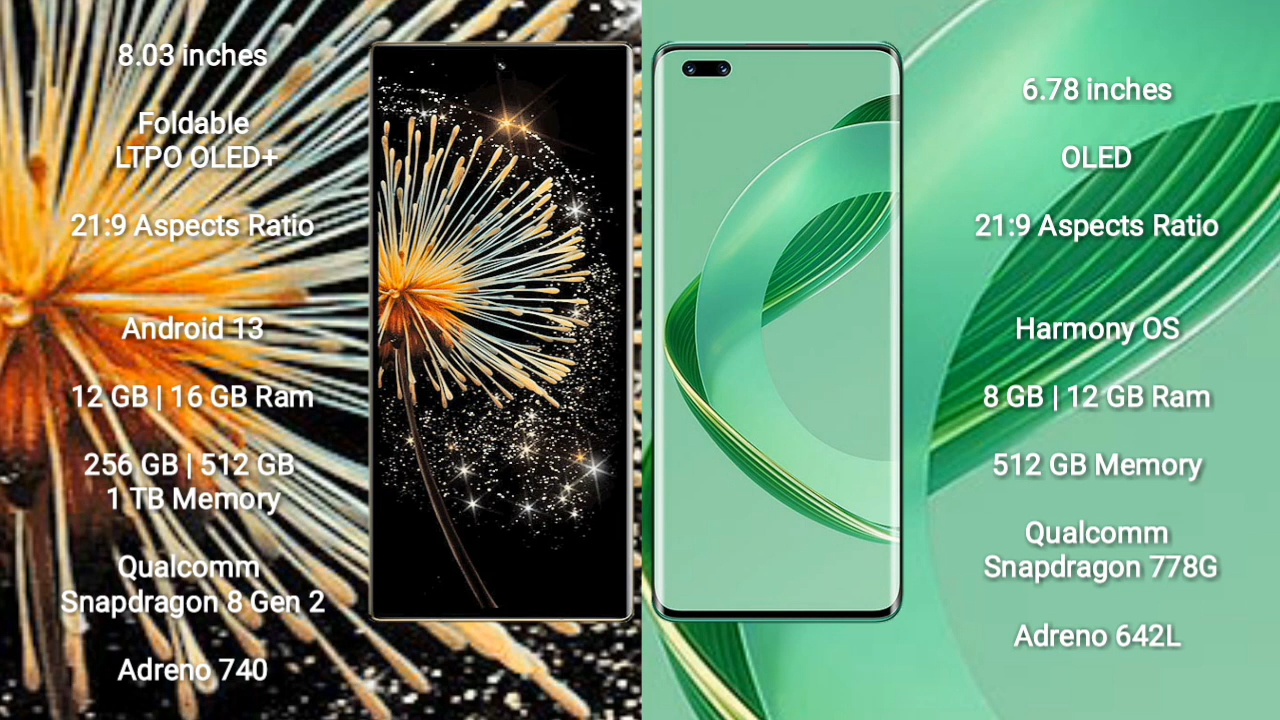 8.03 inches
Foldable
LTPO OLED+
21:9 Aspects Ratio
Android 13
12 GB | 16 GB Ram
256 GB | 512 GB
1 TB Memory
Qualcomm
Snapdragon 8 Gen 2
Adreno 740
6.78 inches
OLED
21:9 Aspects Ratio
Harmony OS
8 GB | 12 GB Ram
512 GB Memory
Qualcomm
Snapdragon 778G
Adreno 642L